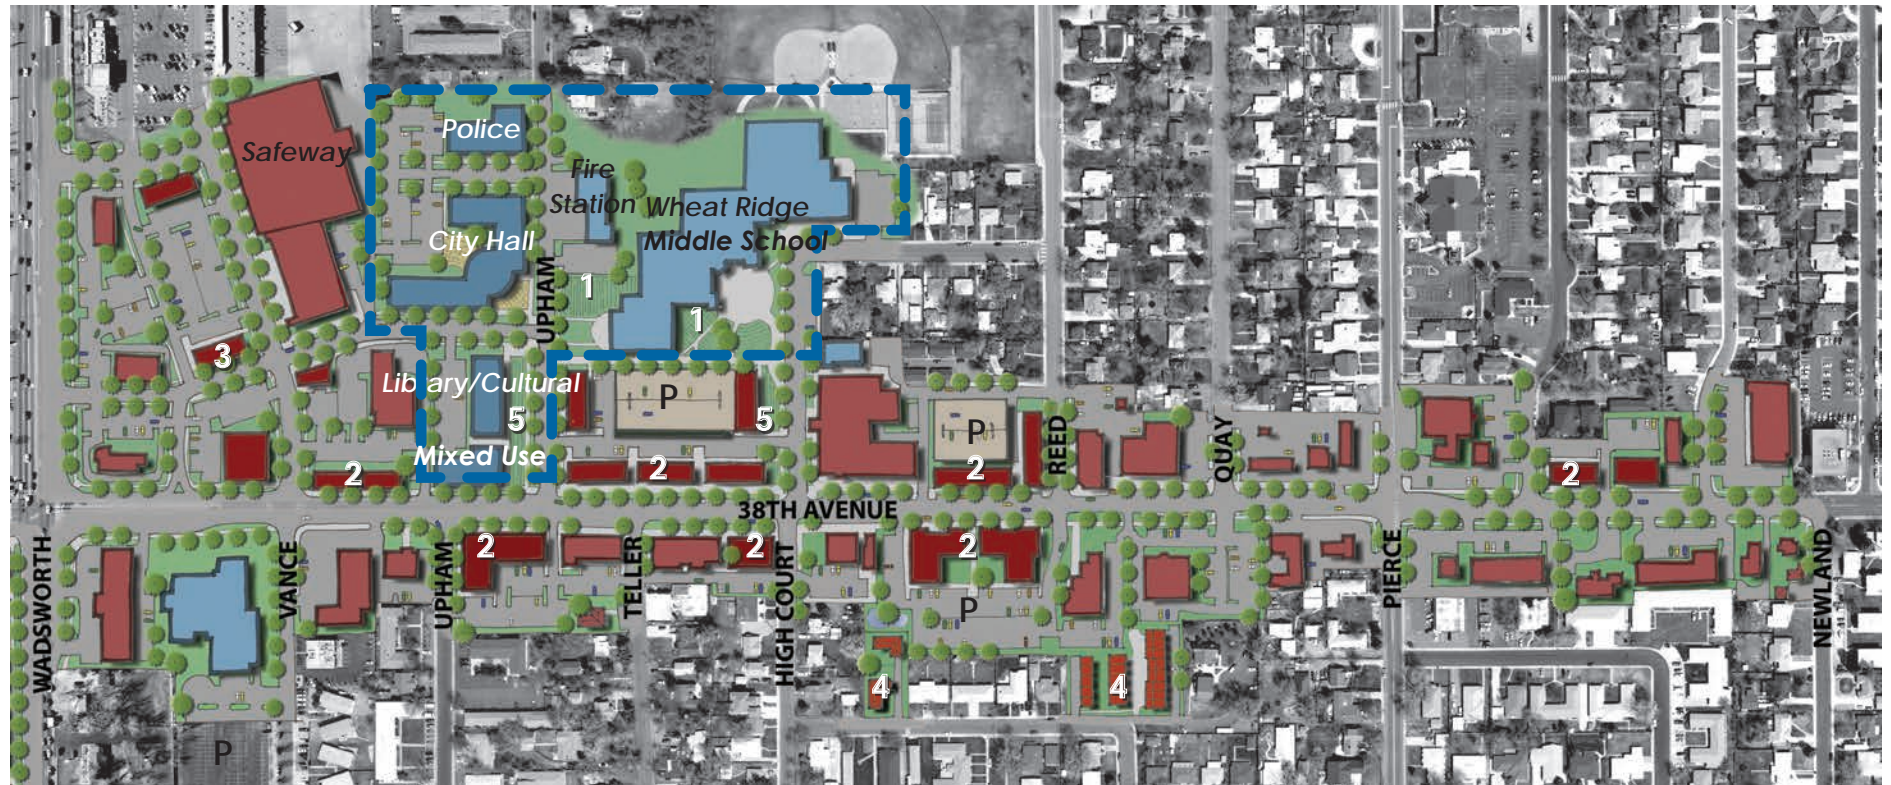 Police
Safeway
Fire
Station
Wheat Ridge
Middle School
City Hall
UPHAM
1
1
3
Library/Cultural
P
5
5
P
Mixed Use
2
2
2
REED
QUAY
2
38TH AVENUE
WADSWORTH
VANCE
UPHAM
2
TELLER
2
HIGH COURT
2
PIERCE
NEWLAND
P
4
4
P